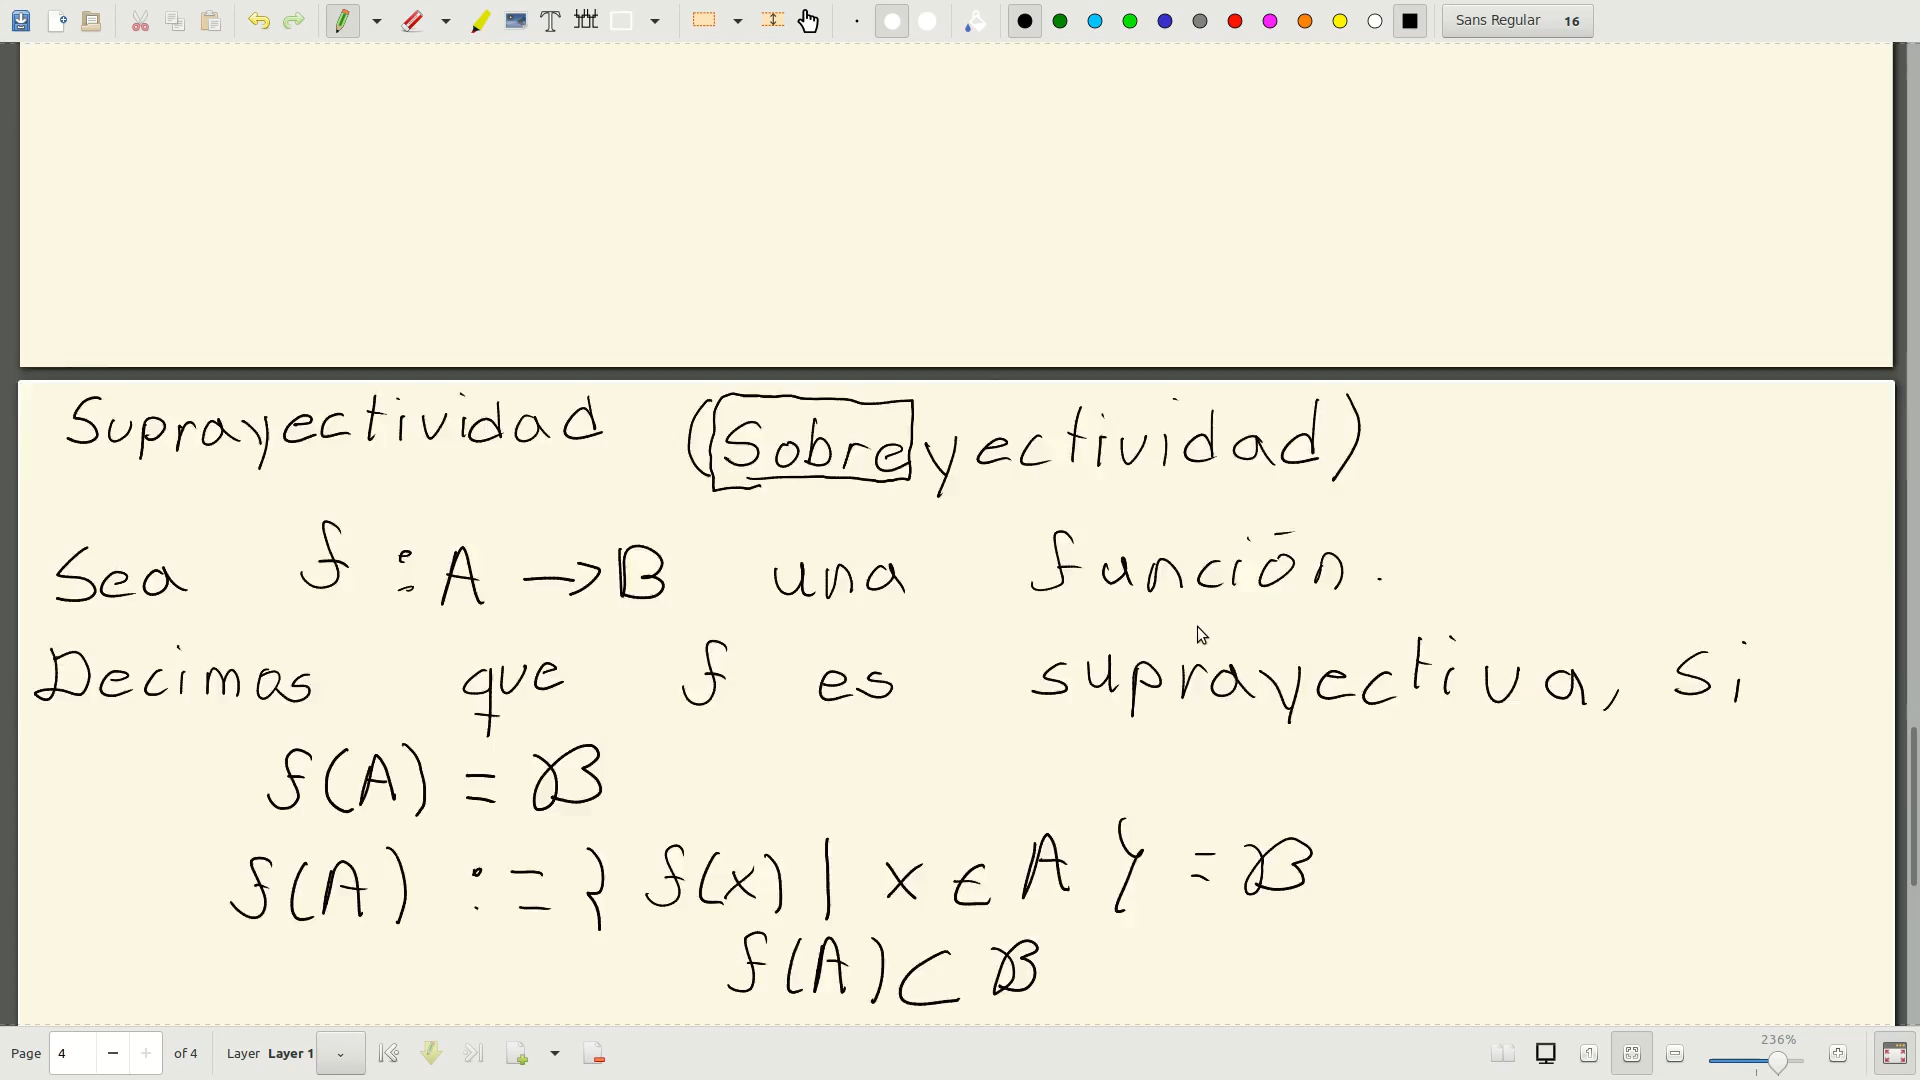 Sans Regular 16
Suprayectividad (Sobreyectividad)
Sea f : A → B una función.
Decimos que f es suprayectiva, si
f(A) = B
f(A) := { f(x) | x ∈ A } = B
f(A) ⊂ B
236%
Page 4 of 4 Layer Layer 1